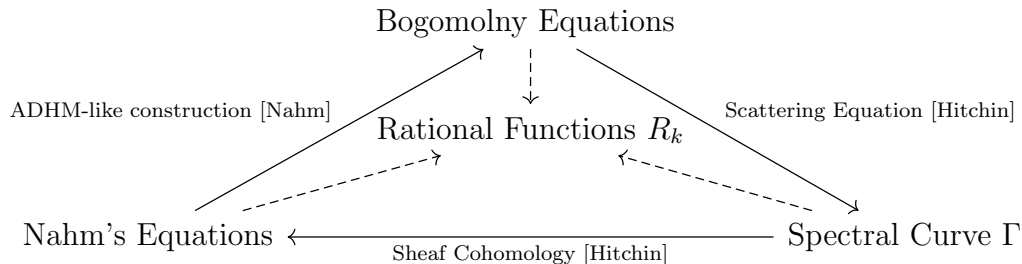 Bogomolny Equations
ADHM-like construction [Nahm]
Scattering Equation [Hitchin]
Rational Functions $R_k$
Nahm's Equations
Spectral Curve Γ
Sheaf Cohomology [Hitchin]